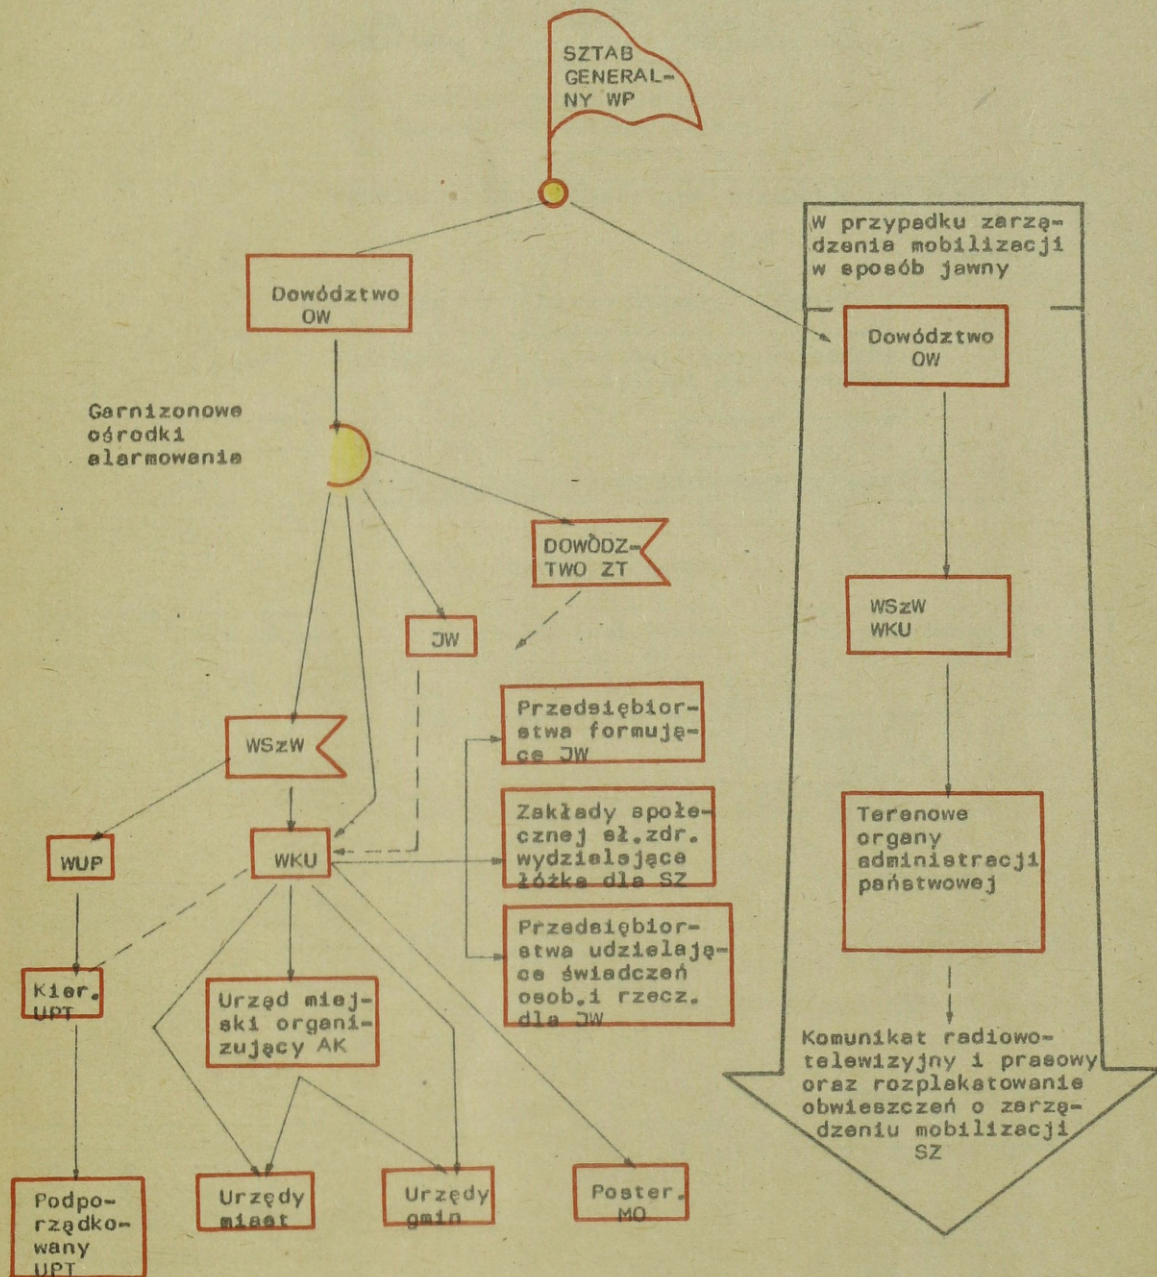 SZTAB
GENERAL-
NY WP
W przypadku zarzą-
dzenia mobilizacji
w sposób jawny
Dowództwo
OW
Dowództwo
OW
Garnizonowe
ośrodki
alarmowania
DOWÓDZ-
TWO ZT
JW
WSzW
WKU
Przedsiębior-
stwa formują-
ce JW
WSzW
Zakłady społe-
cznej sł.zdr.
wydzielające
łóżka dla SZ
Terenowe
organy
administracji
państwowej
WUP
WKU
Przedsiębior-
stwa udzielają-
ce świadczeń
osob.i rzecz.
dla JW
Kier.
UPT
Urząd miej-
ski organi-
zujący AK
Komunikat radiowo-
telewizyjny i prasowy
oraz rozplakatowanie
obwieszczeń o zarzą-
dzeniu mobilizacji
SZ
Podpo-
rządko-
wany
UPT
Urzędy
miast
Urzędy
gmin
Poster.
MO